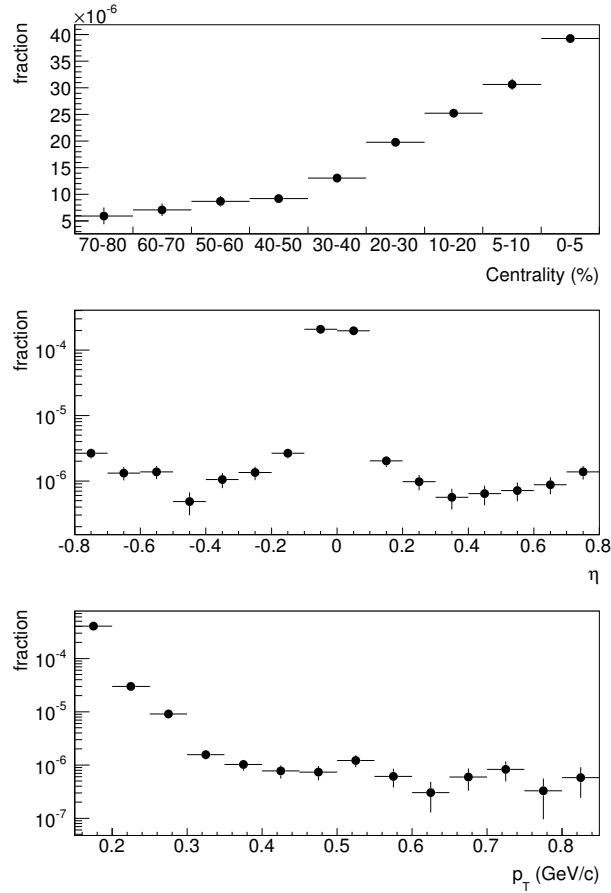 ×10⁻⁶
fraction
40
35
30
25
20
15
10
5
70-80 60-70 50-60 40-50 30-40 20-30 10-20 5-10 0-5
Centrality (%)
fraction
10⁻⁴
10⁻⁵
10⁻⁶
-0.8 -0.6 -0.4 -0.2 0 0.2 0.4 0.6 0.8
η
fraction
10⁻⁴
10⁻⁵
10⁻⁶
10⁻⁷
0.2 0.3 0.4 0.5 0.6 0.7 0.8
p_T (GeV/c)